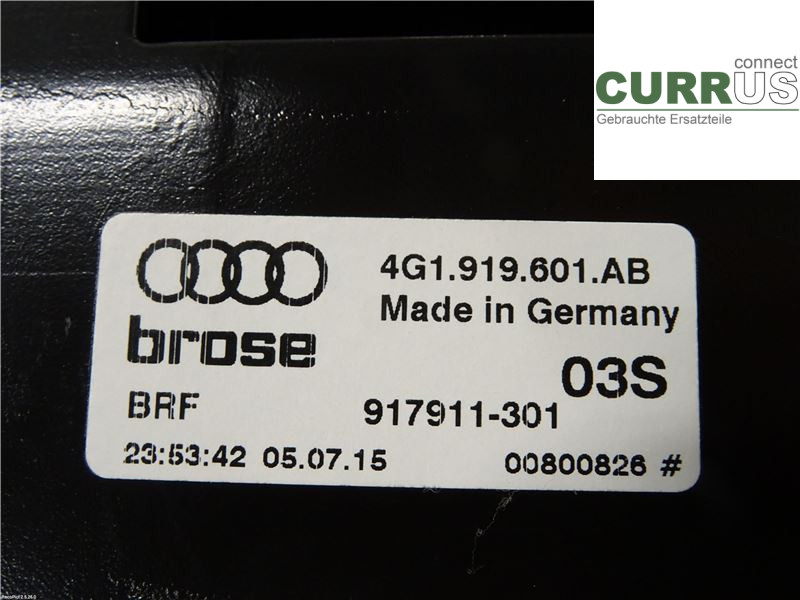 connect
CURRUS
Gebrauchte Ersatzteile
4G1.919.601.AB
Made in Germany
brose
03S
BRF 917911-301
23:53:42 05.07.15 00800826 #